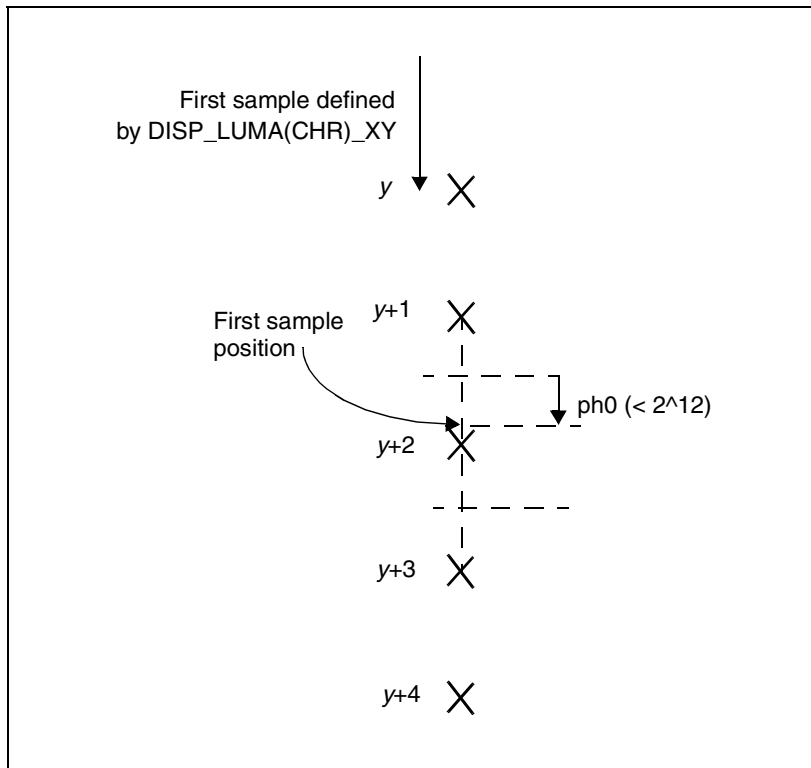 First sample defined
by DISP_LUMA(CHR)_XY
y
y+1
First sample
position
ph0 (< 2^12)
y+2
y+3
y+4